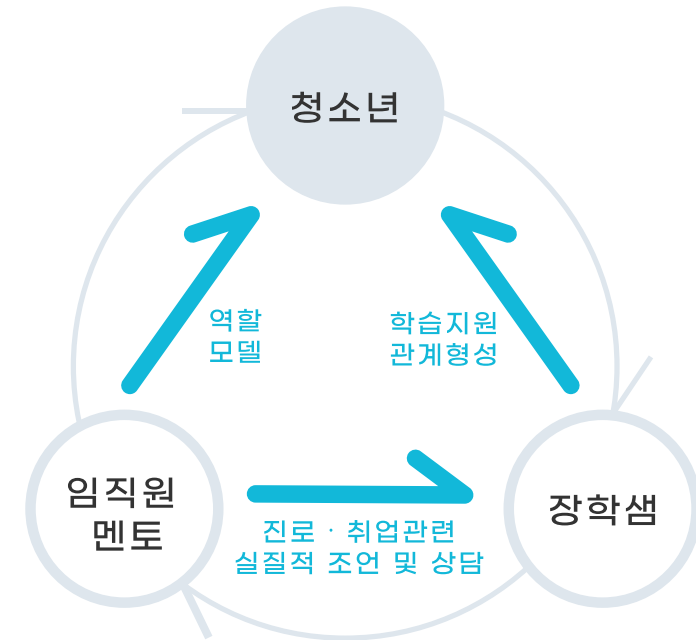 청소년
역할
모델
학습지원
관계형성
임직원
멘토
장학샘
진로 · 취업관련
실질적 조언 및 상담